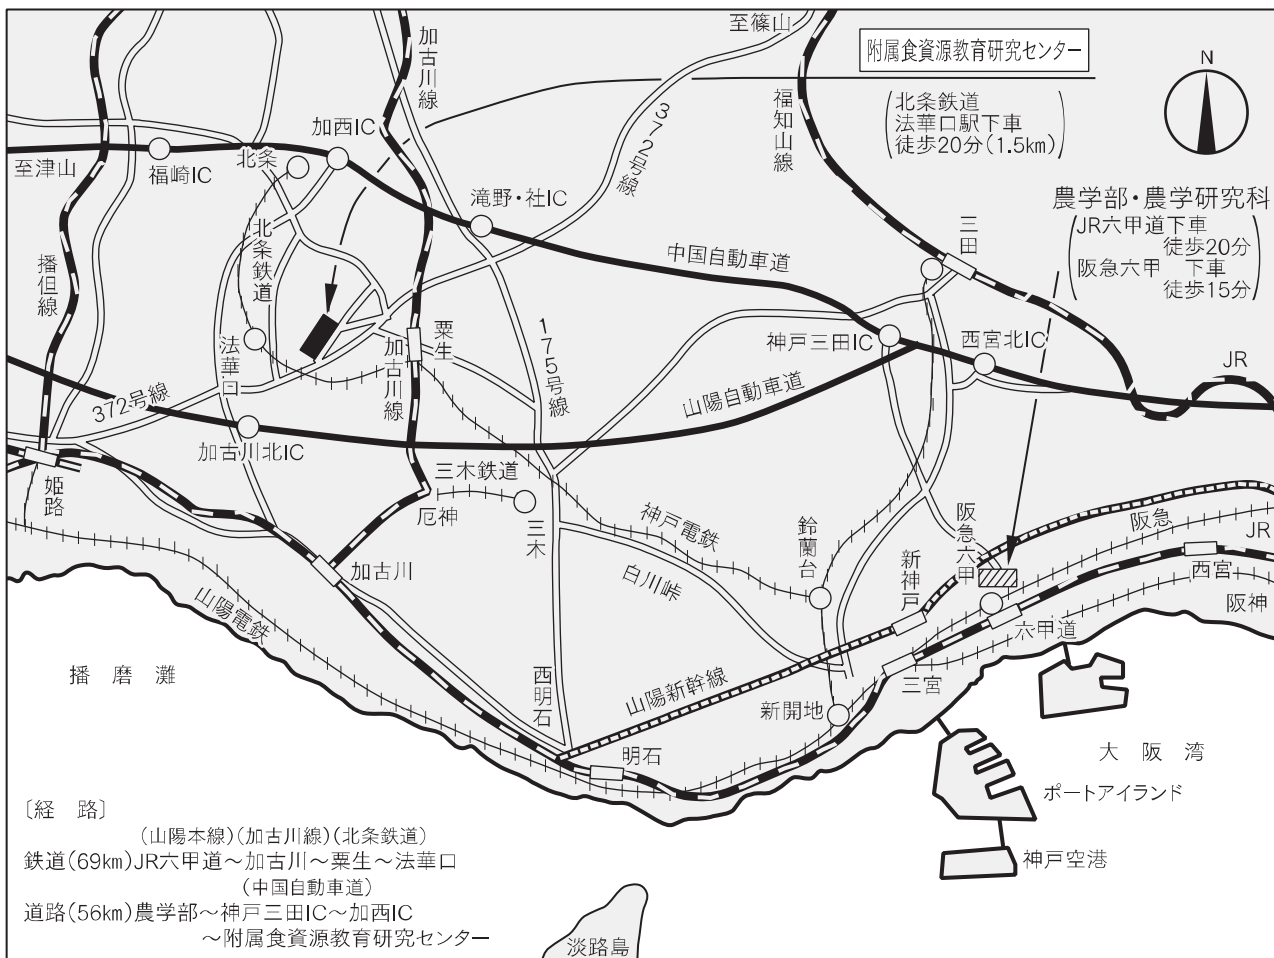 至篠山
附属食資源教育研究センター
北条鉄道
法華口駅下車
徒歩20分(1.5km)
N
加古川線
福知山線
372号線
加西IC
北条
至津山
福崎IC
滝野・社IC
農学部・農学研究科
JR六甲道下車
徒歩20分
阪急六甲 下車
徒歩15分
三田
中国自動車道
北条鉄道
播但線
法華口
加古川線
粟生
175号線
神戸三田IC
西宮北IC
JR
山陽自動車道
372号線
加古川北IC
三木鉄道
姫路
厄神
三木
神戸電鉄
鈴蘭台
新神戸
阪急六甲
阪急
JR
西宮
阪神
加古川
白川峠
山陽電鉄
六甲道
播磨灘
西明石
山陽新幹線
三宮
新開地
明石
大阪湾
ポートアイランド
神戸空港
淡路島
〔経 路〕
(山陽本線)(加古川線)(北条鉄道)
鉄道(69km)JR六甲道～加古川～粟生～法華口
(中国自動車道)
道路(56km)農学部～神戸三田IC～加西IC
～附属食資源教育研究センター